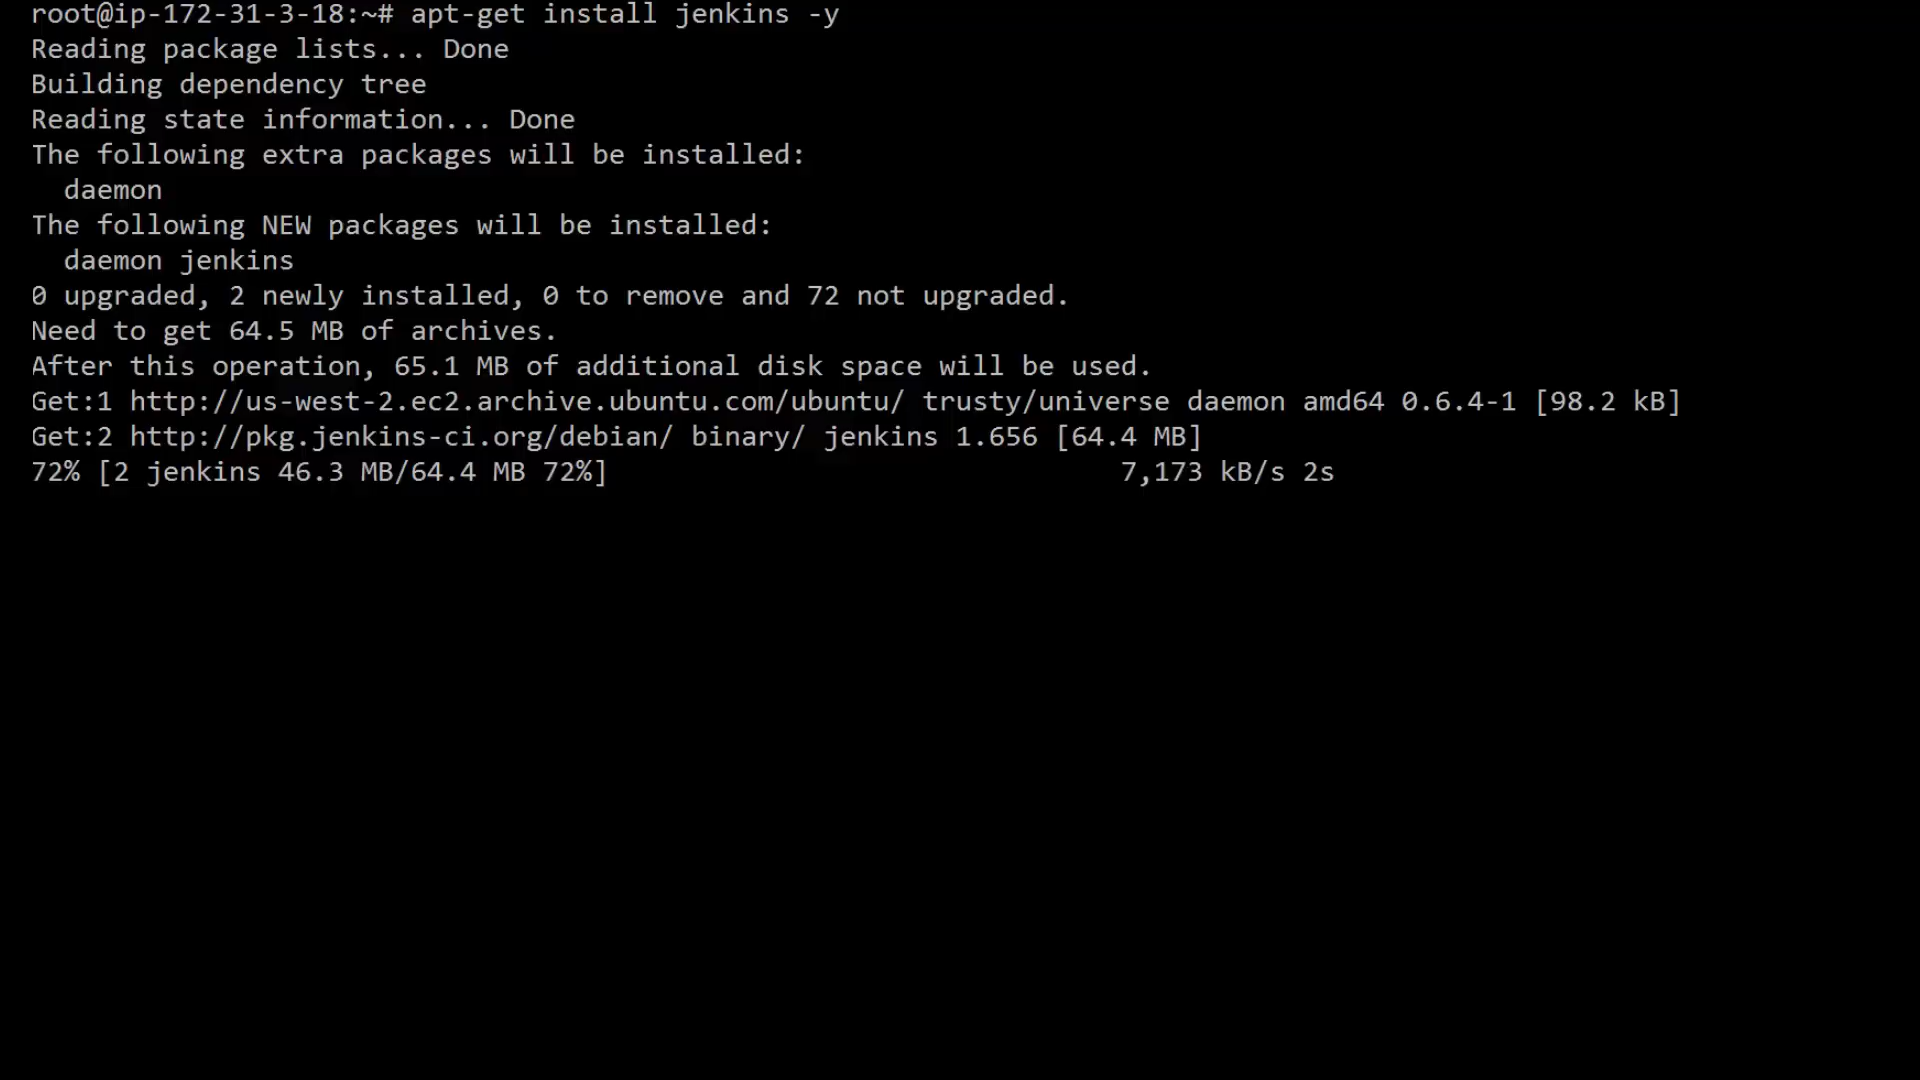 root@ip-172-31-3-18:~# apt-get install jenkins -y
Reading package lists... Done
Building dependency tree
Reading state information... Done
The following extra packages will be installed:
  daemon
The following NEW packages will be installed:
  daemon jenkins
0 upgraded, 2 newly installed, 0 to remove and 72 not upgraded.
Need to get 64.5 MB of archives.
After this operation, 65.1 MB of additional disk space will be used.
Get:1 http://us-west-2.ec2.archive.ubuntu.com/ubuntu/ trusty/universe daemon amd64 0.6.4-1 [98.2 kB]
Get:2 http://pkg.jenkins-ci.org/debian/ binary/ jenkins 1.656 [64.4 MB]
72% [2 jenkins 46.3 MB/64.4 MB 72%]                               7,173 kB/s 2s